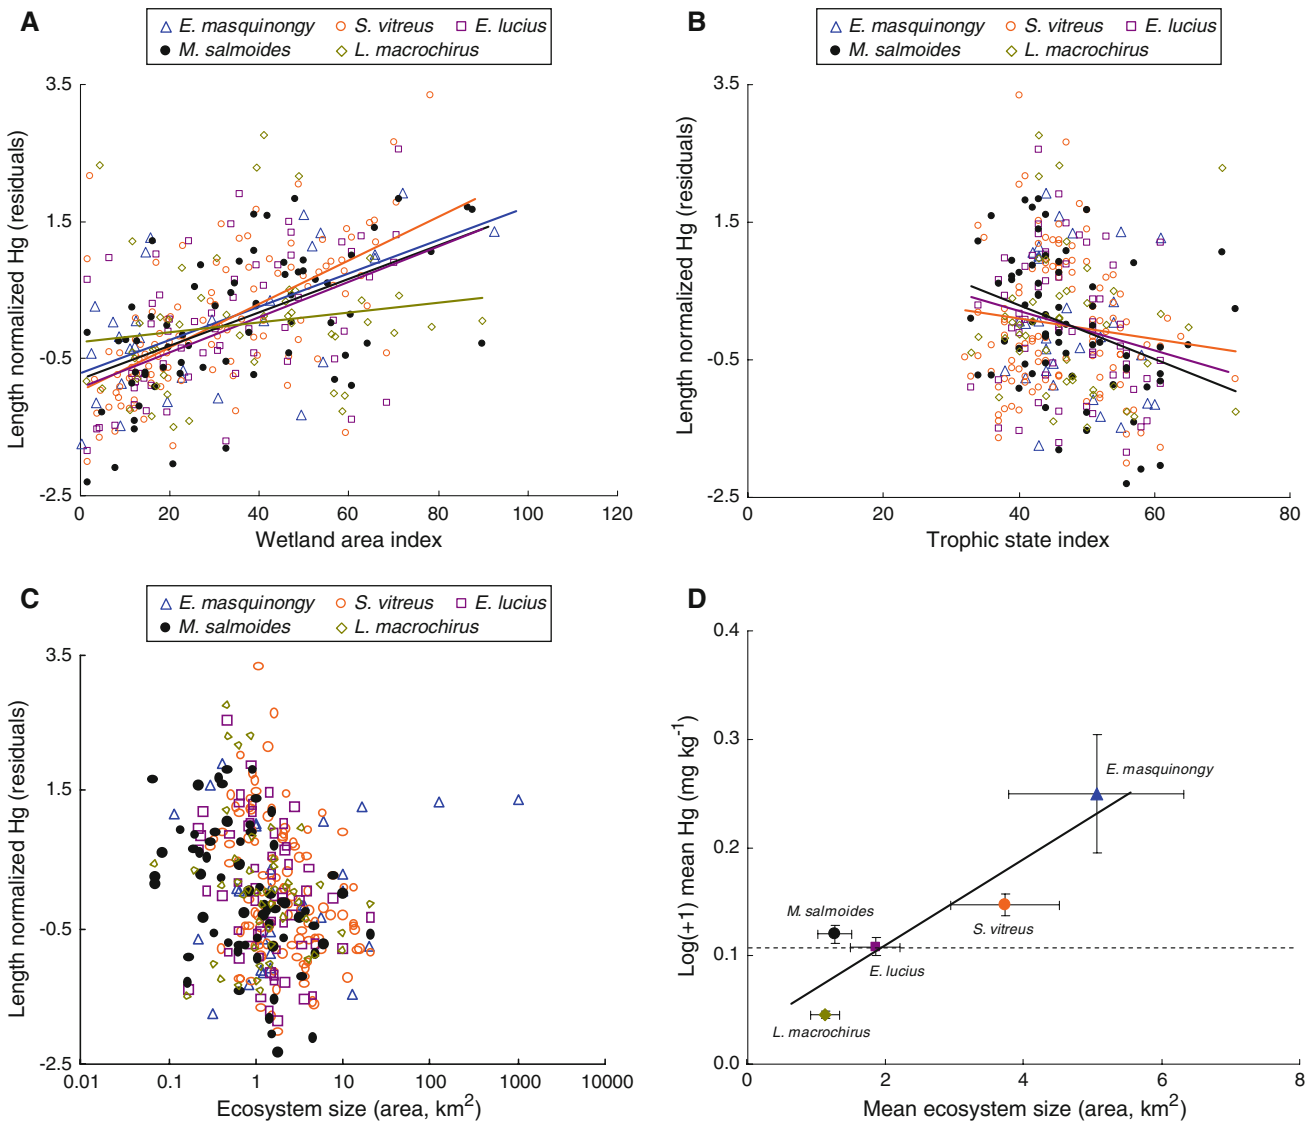 A
E. masquinongy S. vitreus E. lucius
M. salmoides L. macrochirus
3.5
1.5
-0.5
-2.5
Length normalized Hg (residuals)
0 20 40 60 80 100 120
Wetland area index
B
E. masquinongy S. vitreus E. lucius
M. salmoides L. macrochirus
3.5
1.5
-0.5
-2.5
Length normalized Hg (residuals)
0 20 40 60 80
Trophic state index
C
E. masquinongy S. vitreus E. lucius
M. salmoides L. macrochirus
3.5
1.5
-0.5
-2.5
Length normalized Hg (residuals)
0.01 0.1 1 10 100 1000 10000
Ecosystem size (area, km²)
D
0.4
0.3
0.2
0.1
0.0
Log(+1) mean Hg (mg kg⁻¹)
E. masquinongy
M. salmoides
S. vitreus
E. lucius
L. macrochirus
0 2 4 6 8
Mean ecosystem size (area, km²)